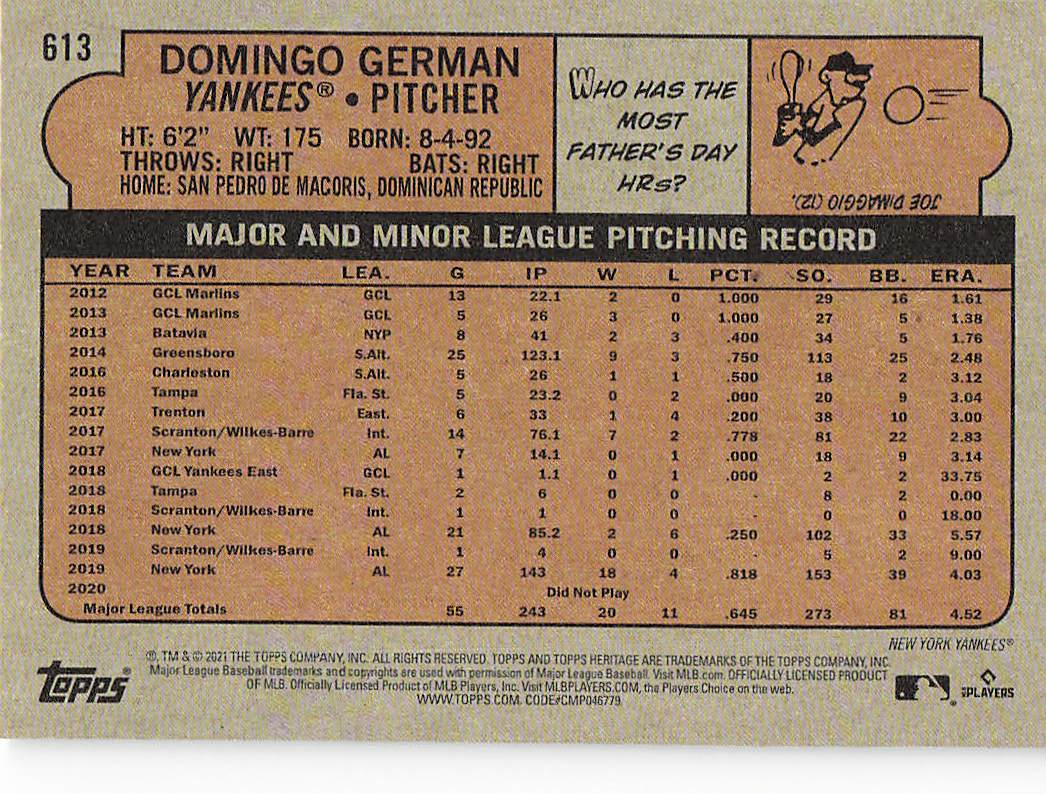 613
DOMINGO GERMAN
YANKEES® • PITCHER
HT: 6'2" WT: 175 BORN: 8-4-92
THROWS: RIGHT BATS: RIGHT
HOME: SAN PEDRO DE MACORIS, DOMINICAN REPUBLIC
WHO HAS THE
MOST
FATHER'S DAY
HRs?
JOE DIMAGGIO (12).
MAJOR AND MINOR LEAGUE PITCHING RECORD
YEAR TEAM LEA. G IP W L PCT. SO. BB. ERA.
2012 GCL Marlins GCL 13 22.1 2 0 1.000 29 16 1.61
2013 GCL Marlins GCL 5 26 3 0 1.000 27 5 1.38
2013 Batavia NYP 8 41 2 3 .400 34 5 1.76
2014 Greensboro S.Alt. 25 123.1 9 3 .750 113 25 2.48
2016 Charleston S.Alt. 5 26 1 1 .500 18 2 3.12
2016 Tampa Fla. St. 5 23.2 0 2 .000 20 9 3.04
2017 Trenton East. 6 33 1 4 .200 38 10 3.00
2017 Scranton/Wilkes-Barre Int. 14 76.1 7 2 .778 81 22 2.83
2017 New York AL 7 14.1 0 1 .000 18 9 3.14
2018 GCL Yankees East GCL 1 1.1 0 1 .000 2 2 33.75
2018 Tampa Fla. St. 2 6 0 0 - 8 2 0.00
2018 Scranton/Wilkes-Barre Int. 1 1 0 0 - 0 0 18.00
2018 New York AL 21 85.2 2 6 .250 102 33 5.57
2019 Scranton/Wilkes-Barre Int. 1 4 0 0 - 5 2 9.00
2019 New York AL 27 143 18 4 .818 153 39 4.03
2020 Did Not Play
Major League Totals 55 243 20 11 .645 273 81 4.52
NEW YORK YANKEES®
®, TM & © 2021 THE TOPPS COMPANY, INC. ALL RIGHTS RESERVED. TOPPS AND TOPPS HERITAGE ARE TRADEMARKS OF THE TOPPS COMPANY, INC.
Major League Baseball trademarks and copyrights are used with permission of Major League Baseball. Visit MLB.com. OFFICIALLY LICENSED PRODUCT
OF MLB. Officially Licensed Product of MLB Players, Inc. Visit MLBPLAYERS.COM, the Players Choice on the web.
WWW.TOPPS.COM. CODE#CMP046779
Topps®
®
PLAYERS